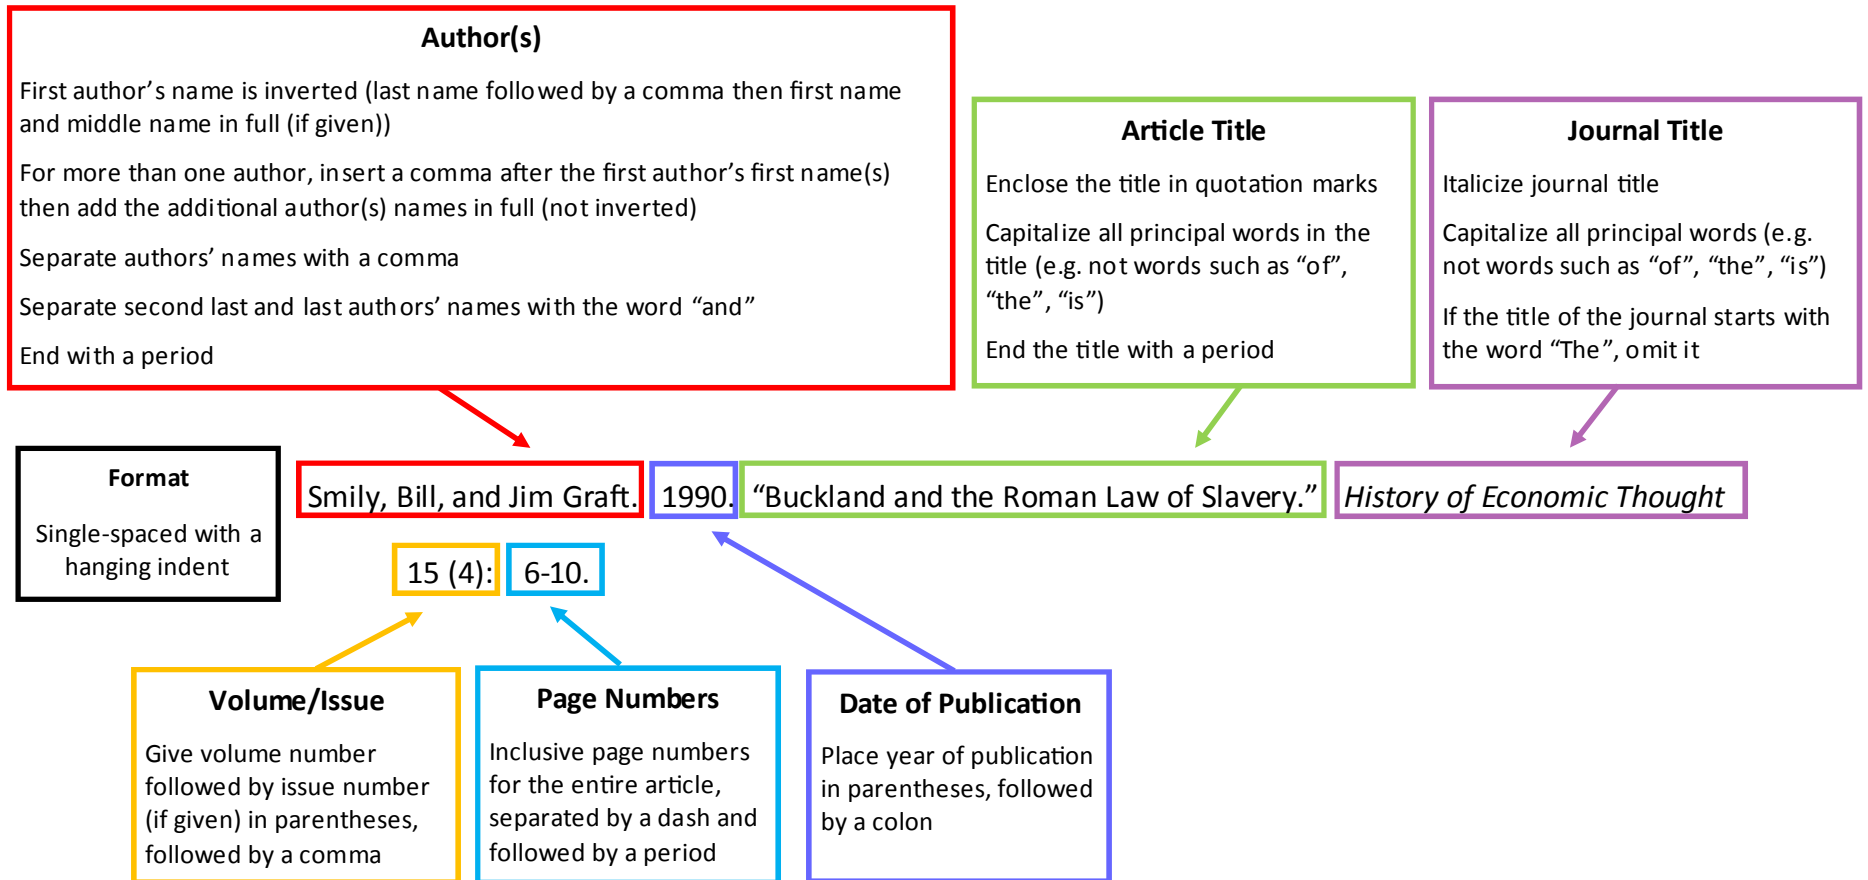 Author(s)
First author’s name is inverted (last name followed by a comma then first name
and middle name in full (if given))
For more than one author, insert a comma after the first author’s first name(s)
then add the additional author(s) names in full (not inverted)
Separate authors’ names with a comma
Separate second last and last authors’ names with the word “and”
End with a period
Article Title
Enclose the title in quotation marks
Capitalize all principal words in the
title (e.g. not words such as “of”,
“the”, “is”)
End the title with a period
Journal Title
Italicize journal title
Capitalize all principal words (e.g.
not words such as “of”, “the”, “is”)
If the title of the journal starts with
the word “The”, omit it
Format
Single-spaced with a
hanging indent
Smily, Bill, and Jim Graft. 1990. “Buckland and the Roman Law of Slavery.” History of Economic Thought
15 (4): 6-10.
Volume/Issue
Give volume number
followed by issue number
(if given) in parentheses,
followed by a comma
Page Numbers
Inclusive page numbers
for the entire article,
separated by a dash and
followed by a period
Date of Publication
Place year of publication
in parentheses, followed
by a colon